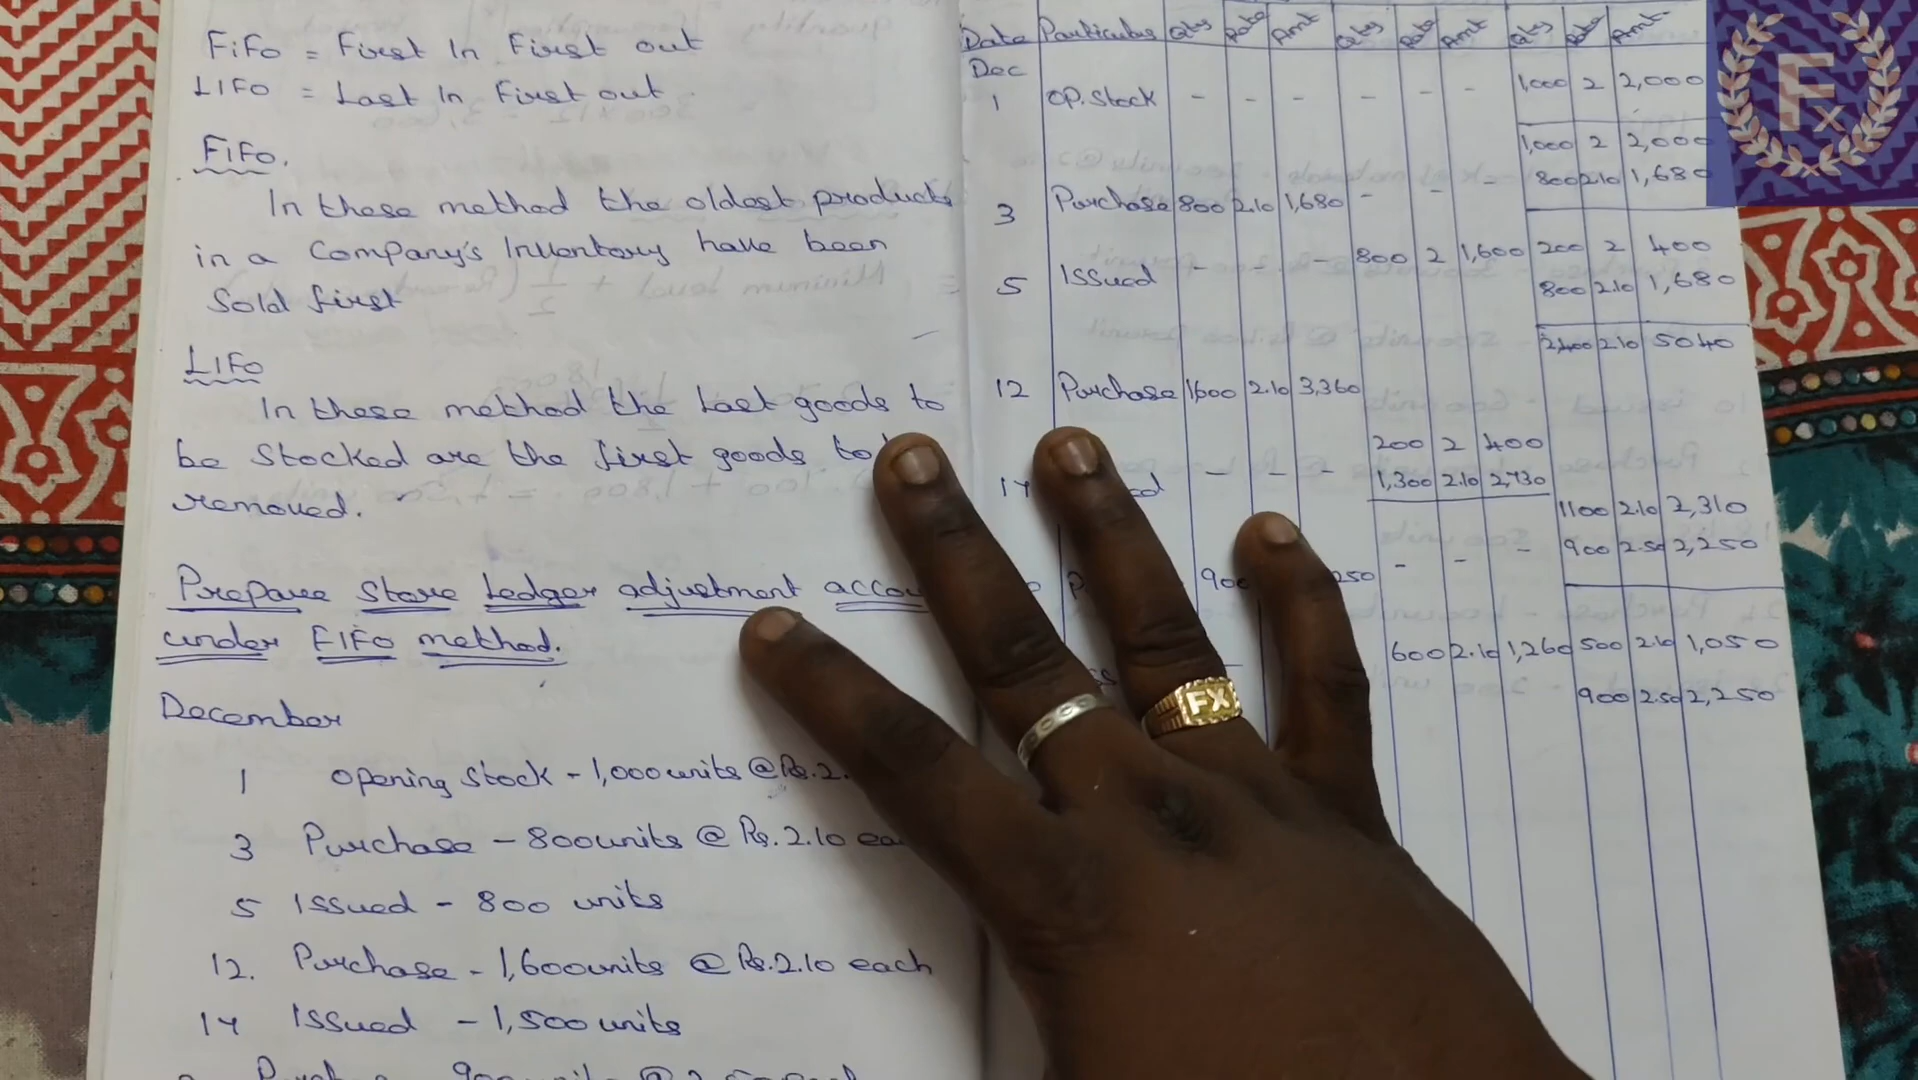 FIFO = First In First out
LIFO = Last In First out
FIFO.
In these method the oldest products
in a Company's Inventory have been
Sold first
LIFO
In these method the Last goods to
be Stocked are the first goods to
removed.
Prepare Store Ledger adjustment
under FIFO method.
December
1 opening Stock - 1,000 units @ Rs. 2.
3 Purchase - 800 units @ Rs. 2.10
5 Issued - 800 units
12. Purchase - 1,600 units @ Rs. 2.10 each
14 Issued - 1,500 units
Date Particulars Qty Rate Amt Qty Rate Amt Qty Rate Amt
Dec
1 OP. Stock - - - - - - 1,000 2 2,000
1,000 2 2,000
3 Purchase 800 2.10 1,680 - - - 800 2.10 1,680
5 Issued - - - 800 2 1,600 200 2 400
800 2.10 1,680
2400 2.10 5040
12 Purchase 1600 2.10 3,360
200 2 400
14 - - - 1,300 2.10 2,730
1100 2.10 2,310
900 - - - 900 2.50 2,250
600 2.10 1,260 500 2.10 1,050
900 2.50 2,250
FX
Fx